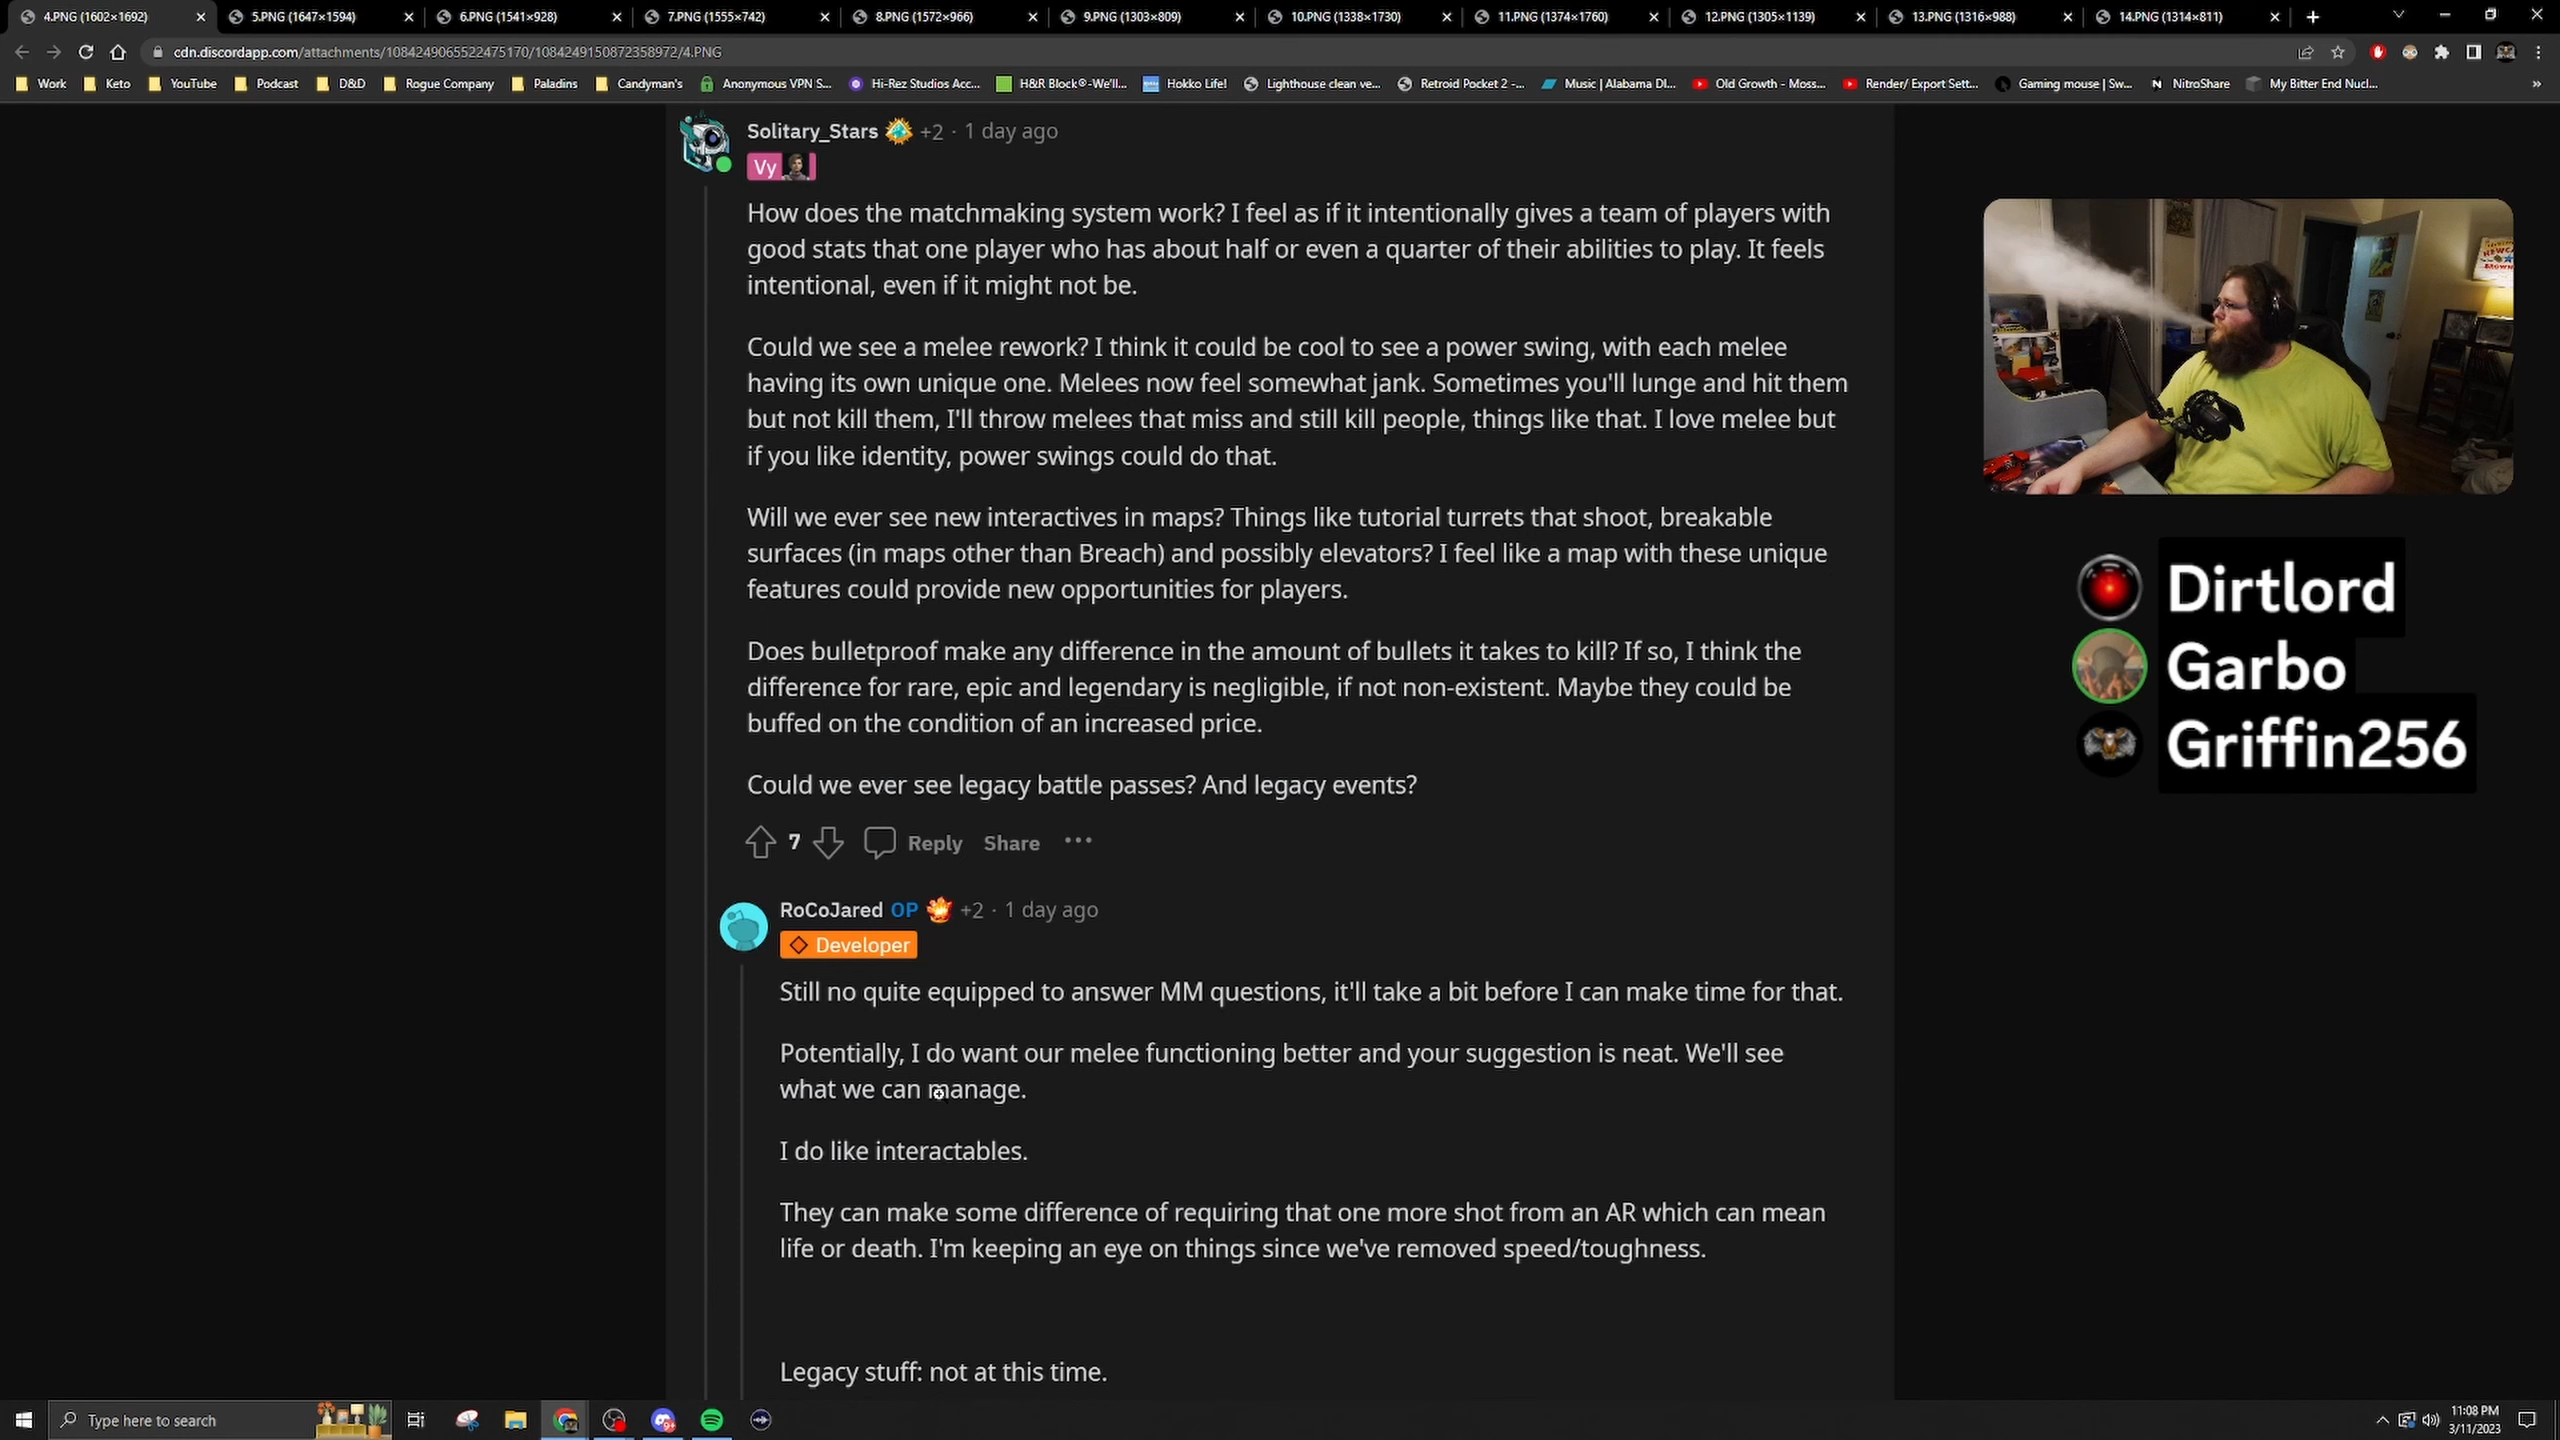 4.PNG (1602×1692)
5.PNG (1647×1594)
6.PNG (1541×928)
7.PNG (1555×742)
8.PNG (1572×966)
9.PNG (1303×809)
10.PNG (1338×1730)
11.PNG (1374×1760)
12.PNG (1305×1139)
13.PNG (1316×988)
14.PNG (1314×811)
cdn.discordapp.com/attachments/1084249065522475170/1084249150872358972/4.PNG
Work
Keto
YouTube
Podcast
D&D
Rogue Company
Paladins
Candyman's
Anonymous VPN S...
Hi-Rez Studios Acc...
H&R Block®-We'll...
Hokko Life!
Lighthouse clean ve...
Retroid Pocket 2 -...
Music | Alabama Dl...
Old Growth - Moss...
Render/ Export Sett...
Gaming mouse | Sw...
NitroShare
My Bitter End Nucl...
Solitary_Stars +2 · 1 day ago
Vy
How does the matchmaking system work? I feel as if it intentionally gives a team of players with
good stats that one player who has about half or even a quarter of their abilities to play. It feels
intentional, even if it might not be.
Could we see a melee rework? I think it could be cool to see a power swing, with each melee
having its own unique one. Melees now feel somewhat jank. Sometimes you'll lunge and hit them
but not kill them, I'll throw melees that miss and still kill people, things like that. I love melee but
if you like identity, power swings could do that.
Will we ever see new interactives in maps? Things like tutorial turrets that shoot, breakable
surfaces (in maps other than Breach) and possibly elevators? I feel like a map with these unique
features could provide new opportunities for players.
Does bulletproof make any difference in the amount of bullets it takes to kill? If so, I think the
difference for rare, epic and legendary is negligible, if not non-existent. Maybe they could be
buffed on the condition of an increased price.
Could we ever see legacy battle passes? And legacy events?
7 Reply Share ...
RoCoJared OP +2 · 1 day ago
Developer
Still no quite equipped to answer MM questions, it'll take a bit before I can make time for that.
Potentially, I do want our melee functioning better and your suggestion is neat. We'll see
what we can manage.
I do like interactables.
They can make some difference of requiring that one more shot from an AR which can mean
life or death. I'm keeping an eye on things since we've removed speed/toughness.
Legacy stuff: not at this time.
Dirtlord
Garbo
Griffin256
Type here to search
11:08 PM
3/11/2023